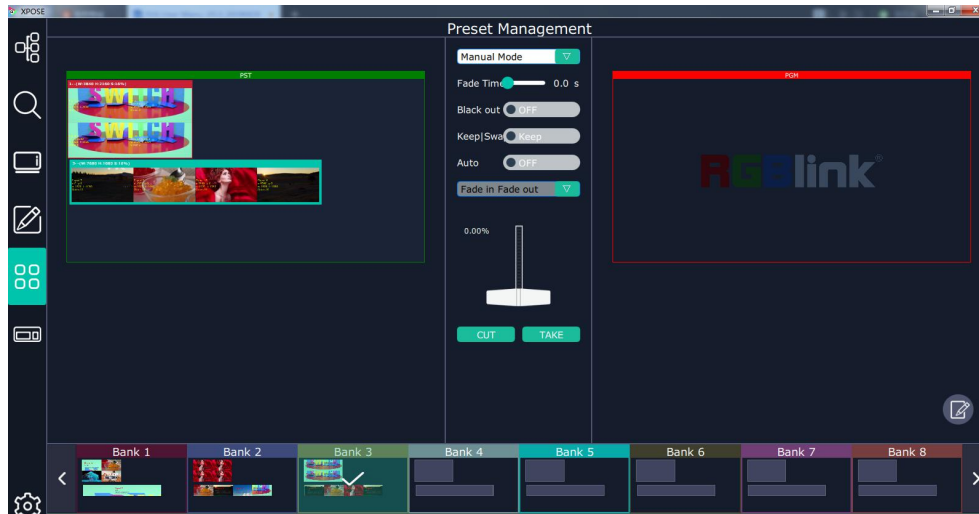 XPOSE
Preset Management
PST
Manual Mode
Fade Time
0.0 s
Black out
OFF
Keep|Swa
Keep
Auto
OFF
Fade in Fade out
0.00%
CUT
TAKE
PGM
RGBlink®
SWITCH
SWITCH
Bank 1
Bank 2
Bank 3
Bank 4
Bank 5
Bank 6
Bank 7
Bank 8